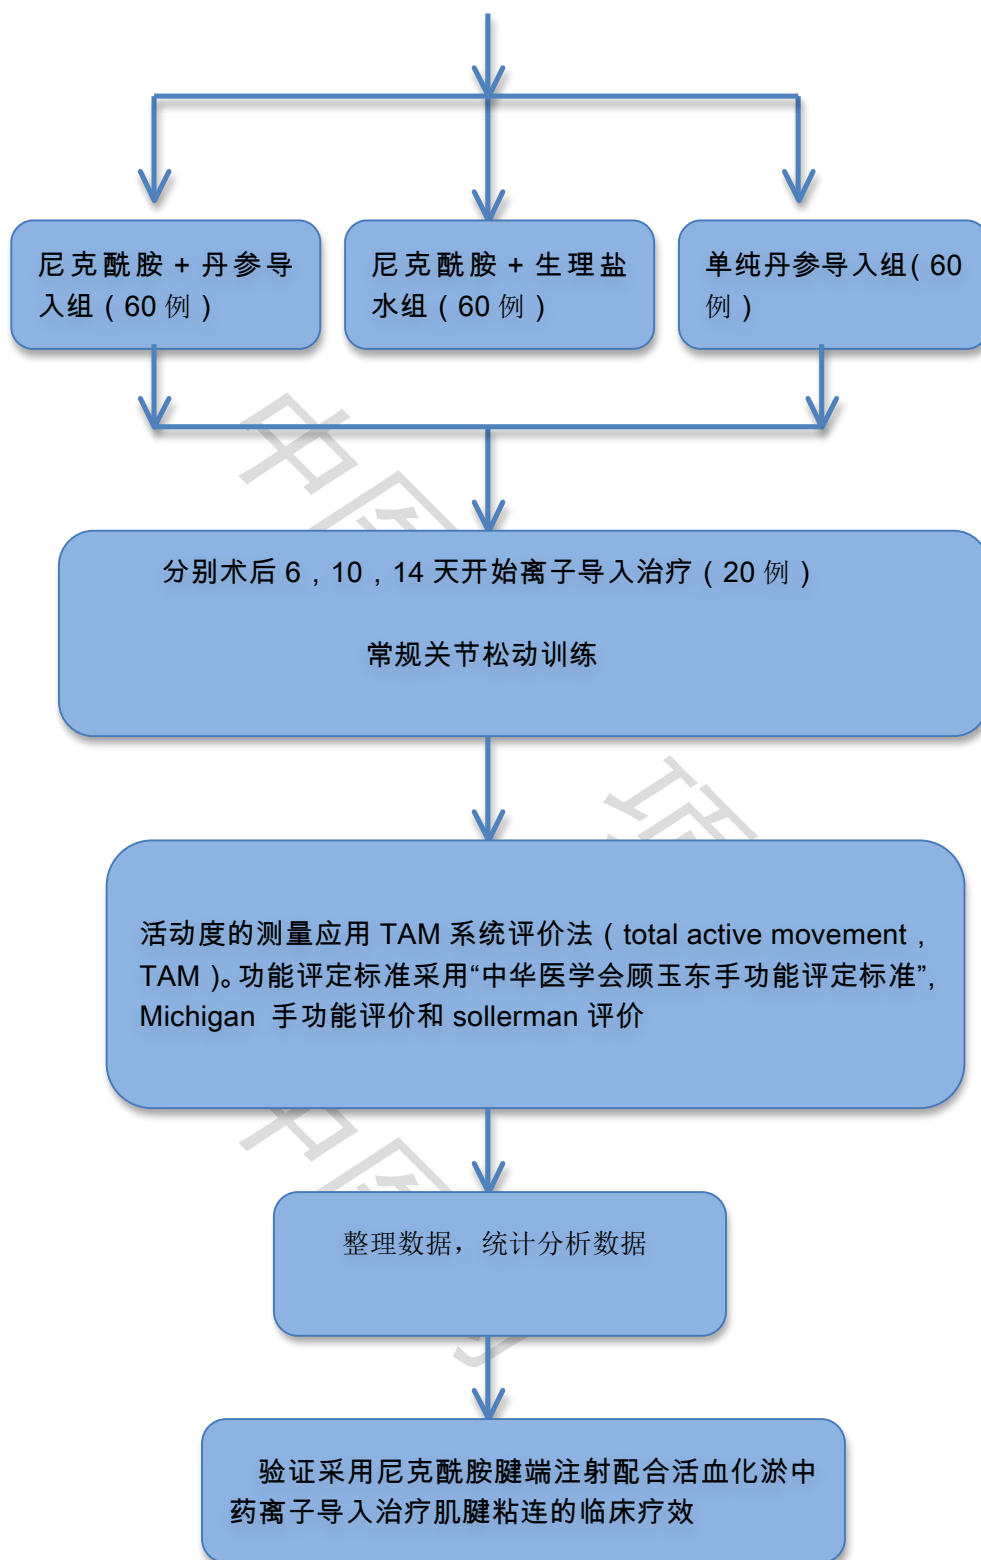 尼克酰胺 + 丹参导
入组（60 例）
尼克酰胺 + 生理盐
水组（60 例）
单纯丹参导入组( 60
例）
分别术后 6，10，14 天开始离子导入治疗（20 例）
常规关节松动训练
活动度的测量应用 TAM 系统评价法（total active movement，
TAM）。功能评定标准采用“中华医学会顾玉东手功能评定标准”，
Michigan 手功能评价和 sollerman 评价
整理数据，统计分析数据
验证采用尼克酰胺腱端注射配合活血化淤中
药离子导入治疗肌腱粘连的临床疗效